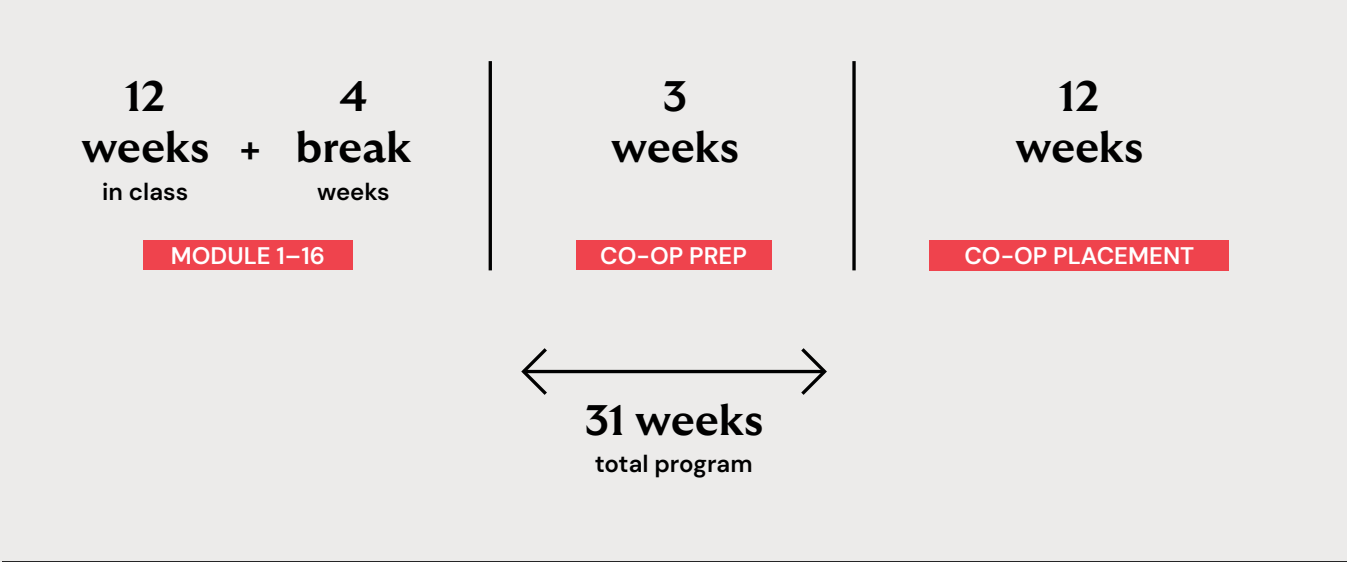 12
weeks
in class
+
4
break
weeks
MODULE 1–16
3
weeks
CO-OP PREP
12
weeks
CO-OP PLACEMENT
31 weeks
total program